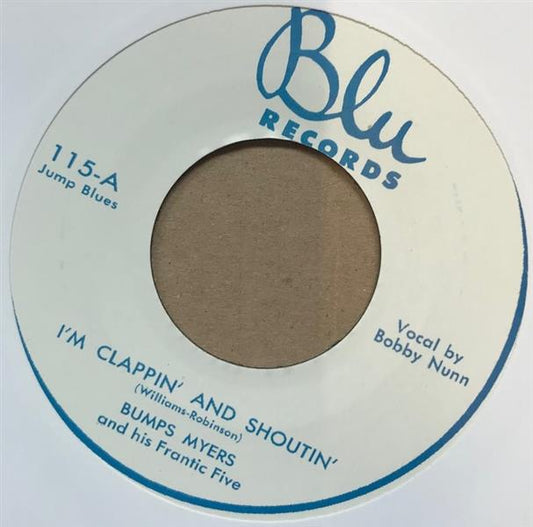 Blu
RECORDS
115-A
Jump Blues
Vocal by
Bobby Nunn
I'M CLAPPIN' AND SHOUTIN'
(Williams-Robinson)
BUMPS MYERS
and his Frantic Five